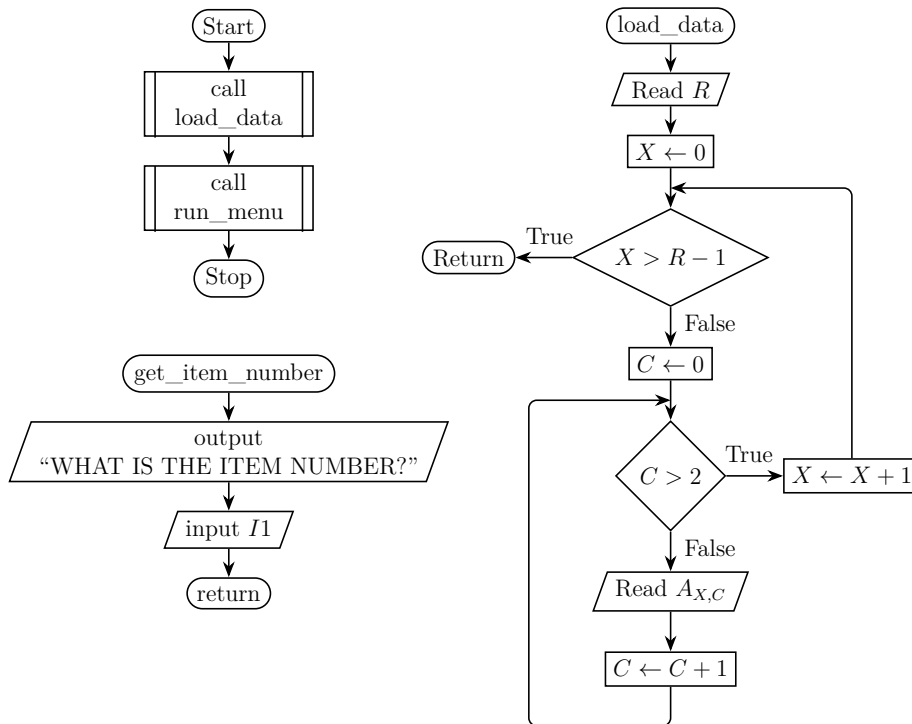 Start
call
load_data
call
run_menu
Stop
get_item_number
output
“WHAT IS THE ITEM NUMBER?”
input I1
return
load_data
Read R
X ← 0
X > R − 1
True
Return
False
C ← 0
C > 2
True
X ← X + 1
False
Read A_{X,C}
C ← C + 1